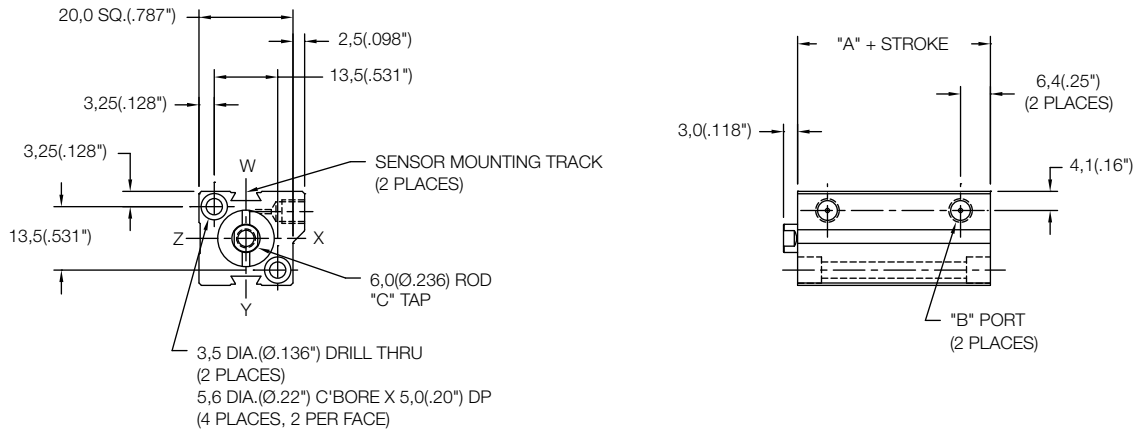 20,0 SQ.(.787")
2,5(.098")
13,5(.531")
3,25(.128")
3,25(.128")
W
SENSOR MOUNTING TRACK
(2 PLACES)
13,5(.531")
Z
X
6,0(Ø.236) ROD
"C" TAP
Y
3,5 DIA.(Ø.136") DRILL THRU
(2 PLACES)
5,6 DIA.(Ø.22") C'BORE X 5,0(.20") DP
(4 PLACES, 2 PER FACE)
"A" + STROKE
6,4(.25")
(2 PLACES)
3,0(.118")
4,1(.16")
"B" PORT
(2 PLACES)